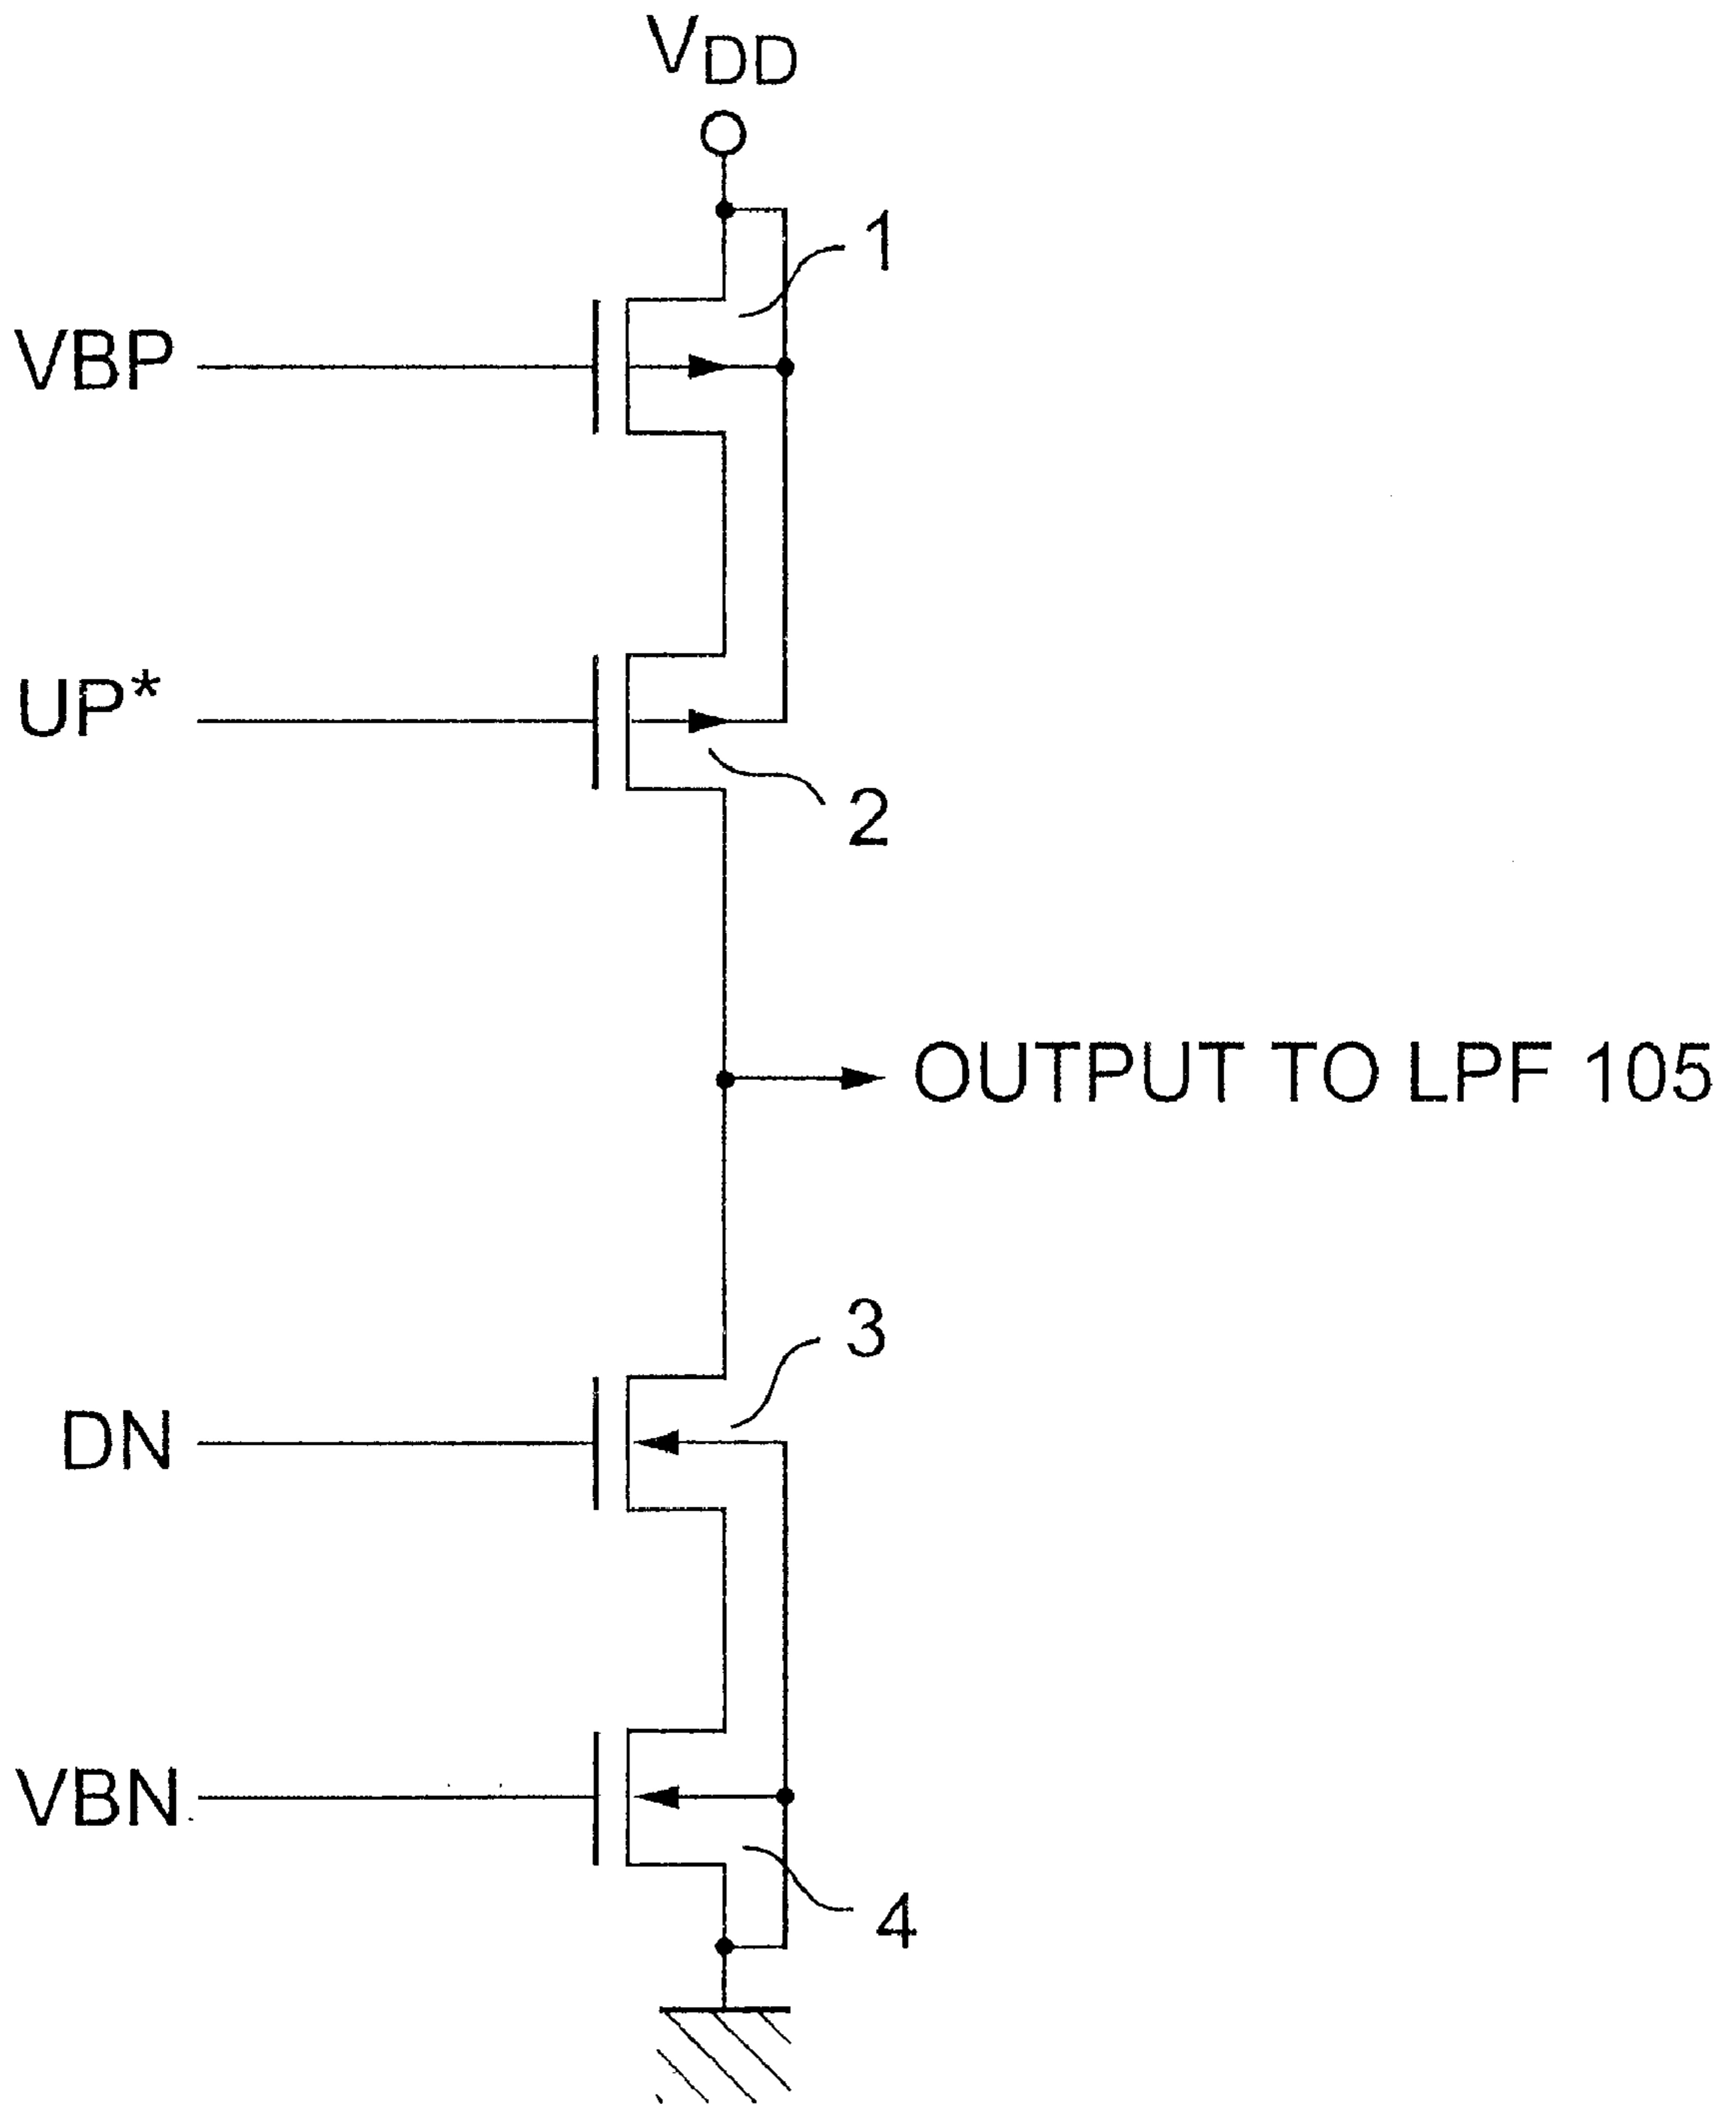 VDD
1
VBP
UP*
2
OUTPUT TO LPF 105
3
DN
VBN
4